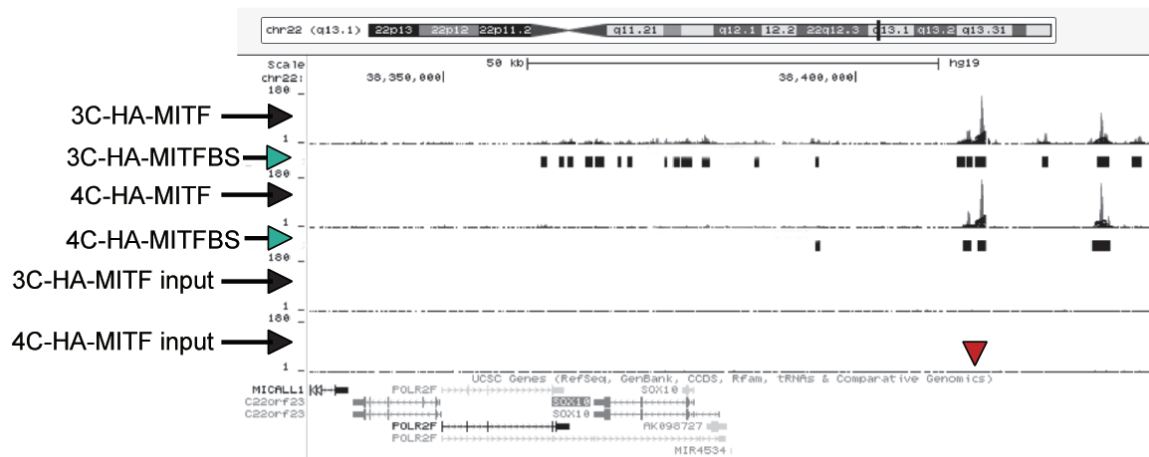 chr22 (q13.1) 22p13 22p12 22p11.2 q11.21 q12.1 12.2 22q12.3 q13.1 q13.2 q13.31
Scale 50 kb hg19
chr22: 38,350,000 38,400,000
180
3C-HA-MITF
1
3C-HA-MITFBS
180
4C-HA-MITF
1
4C-HA-MITFBS
180
3C-HA-MITF input
1
180
4C-HA-MITF input
1
UCSC Genes (RefSeq, GenBank, CCDS, Rfam, tRNAs & Comparative Genomics)
MICALL1 POLR2F SOX10
C22orf23 SOX10
C22orf23 SOX10
POLR2F AK098727
POLR2F
MIR4534